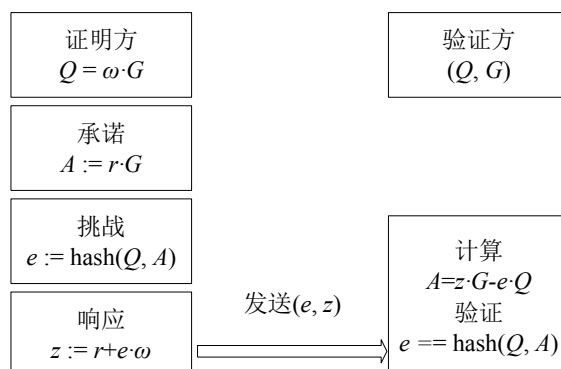 证明方
Q = ω·G
验证方
(Q, G)
承诺
A := r·G
挑战
e := hash(Q, A)
响应
z := r+e·ω
发送(e, z)
计算
A=z·G-e·Q
验证
e == hash(Q, A)